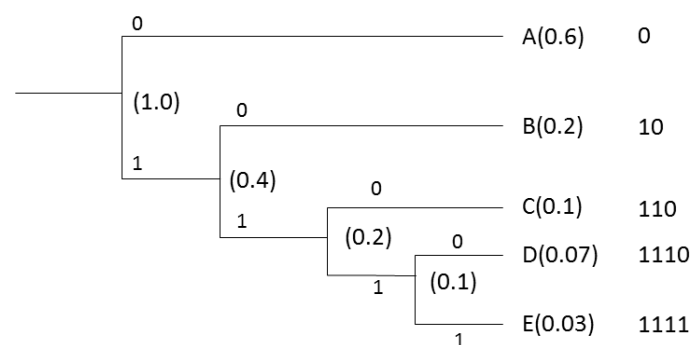 0
A(0.6) 0
(1.0)
0
B(0.2) 10
1
(0.4)
0
C(0.1) 110
1
(0.2)
0
D(0.07) 1110
1
(0.1)
E(0.03) 1111
1